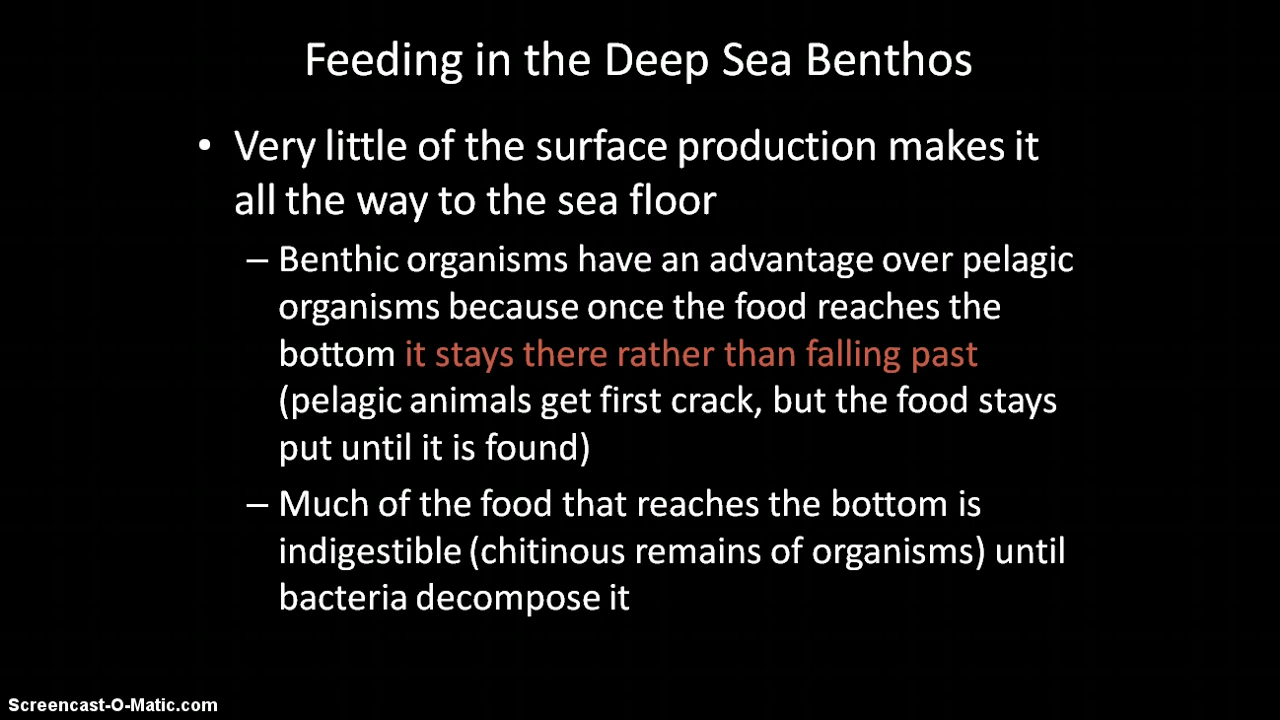 Feeding in the Deep Sea Benthos
• Very little of the surface production makes it
all the way to the sea floor
– Benthic organisms have an advantage over pelagic
organisms because once the food reaches the
bottom it stays there rather than falling past
(pelagic animals get first crack, but the food stays
put until it is found)
– Much of the food that reaches the bottom is
indigestible (chitinous remains of organisms) until
bacteria decompose it
Screencast-O-Matic.com